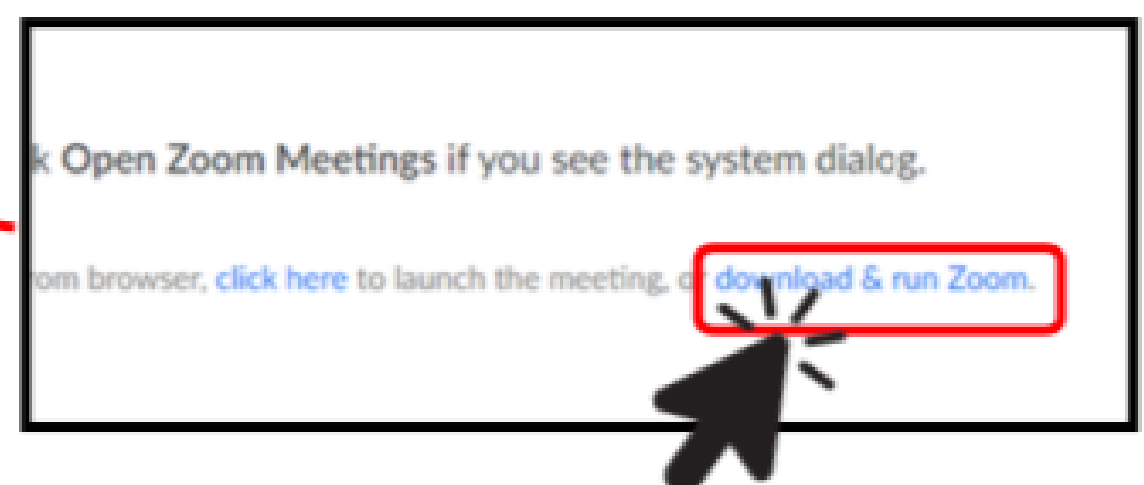 k Open Zoom Meetings if you see the system dialog.
om browser, click here to launch the meeting, or download & run Zoom.